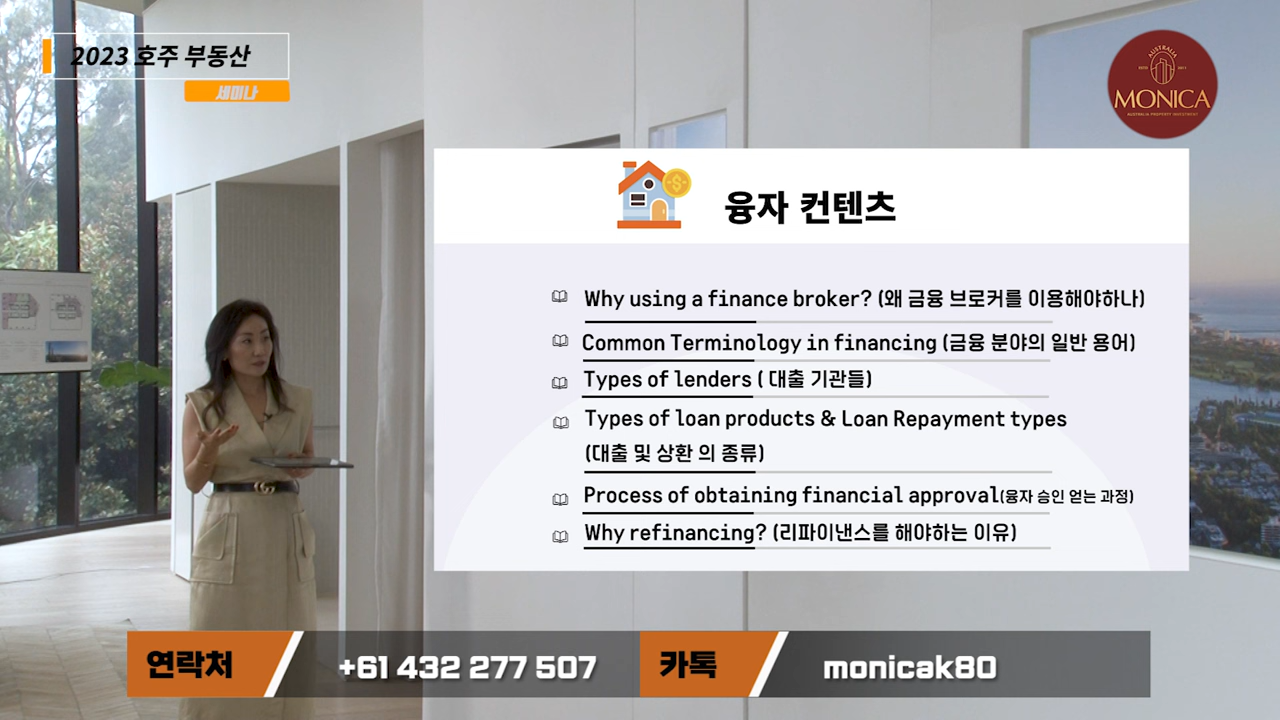 2023 호주 부동산
세미나
AUSTRALIA
MONICA
AUSTRALIA PROPERTY INVESTMENT
융자 컨텐츠
Why using a finance broker? (왜 금융 브로커를 이용해야하나)
Common Terminology in financing (금융 분야의 일반 용어)
Types of lenders ( 대출 기관들)
Types of loan products & Loan Repayment types
(대출 및 상환 의 종류)
Process of obtaining financial approval(융자 승인 얻는 과정)
Why refinancing? (리파이낸스를 해야하는 이유)
연락처
+61 432 277 507
카톡
monicak80